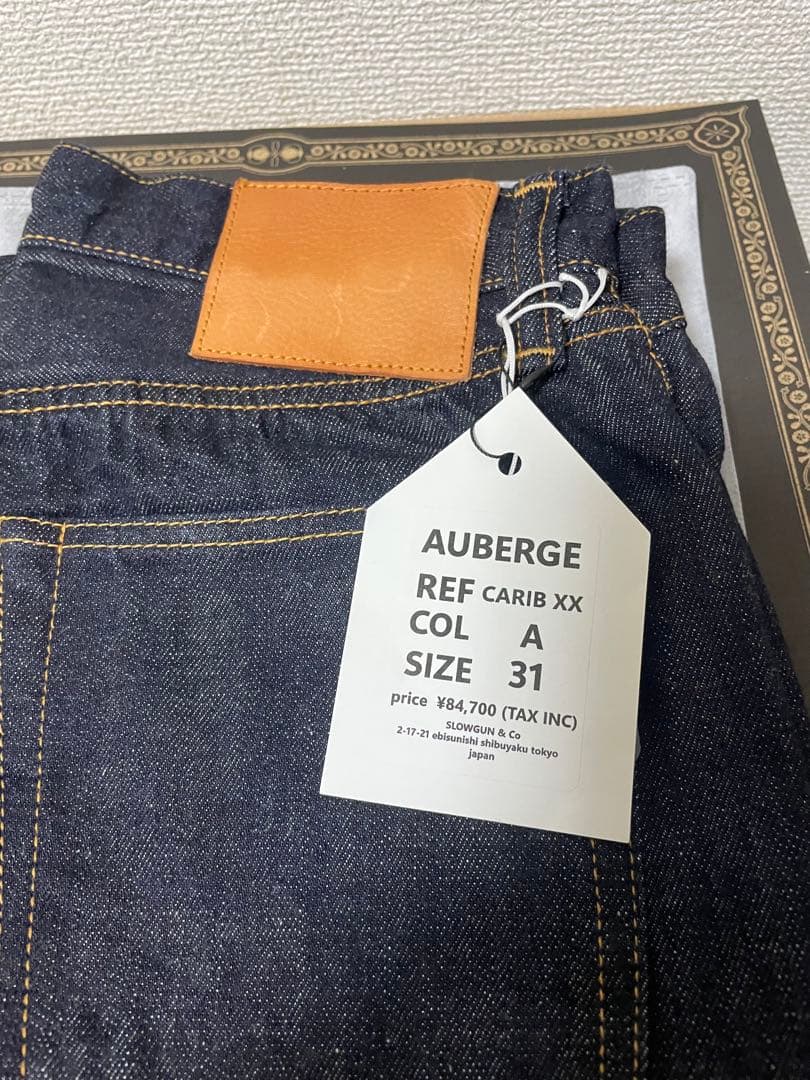 AUBERGE
REF CARIB XX
COL A
SIZE 31
price ¥84,700 (TAX INC)
SLOWGUN & Co
2-17-21 ebisunishi shibuyaku tokyo
japan